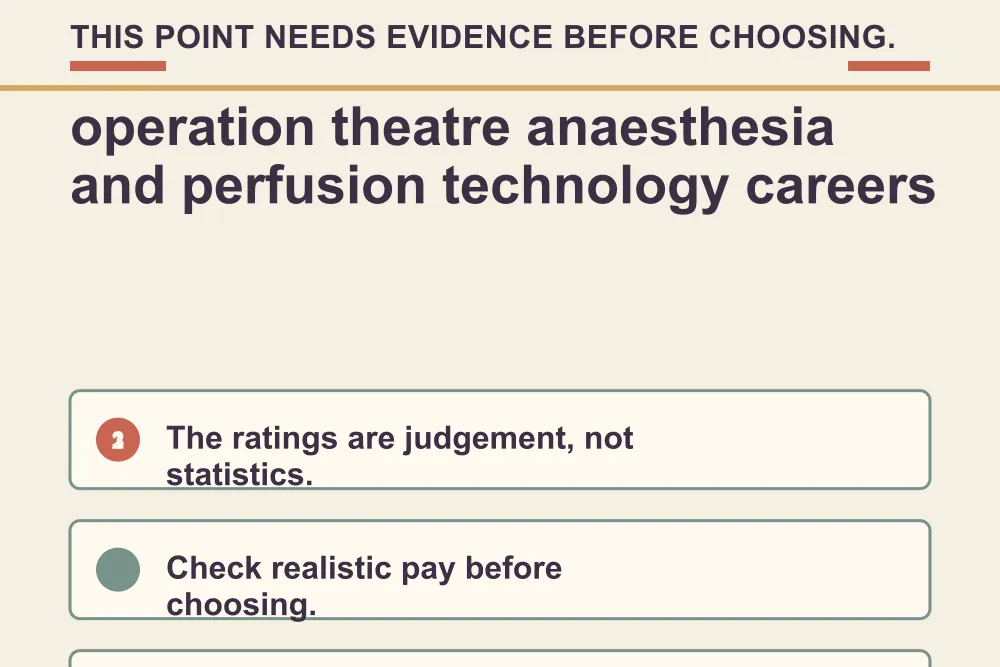 THIS POINT NEEDS EVIDENCE BEFORE CHOOSING.
operation theatre anaesthesia
and perfusion technology careers
The ratings are judgement, not
statistics.
Check realistic pay before
choosing.